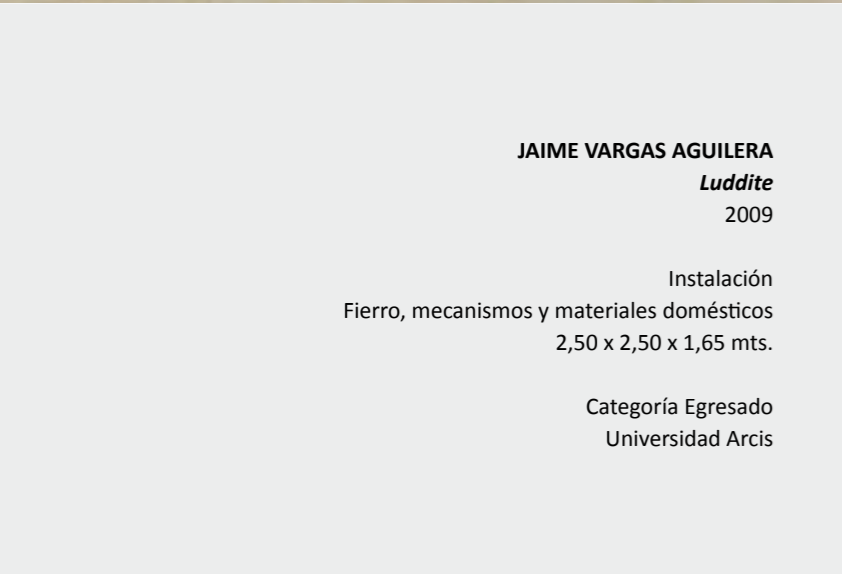 JAIME VARGAS AGUILERA
Luddite
2009
Instalación
Fierro, mecanismos y materiales domésticos
2,50 x 2,50 x 1,65 mts.
Categoría Egresado
Universidad Arcis